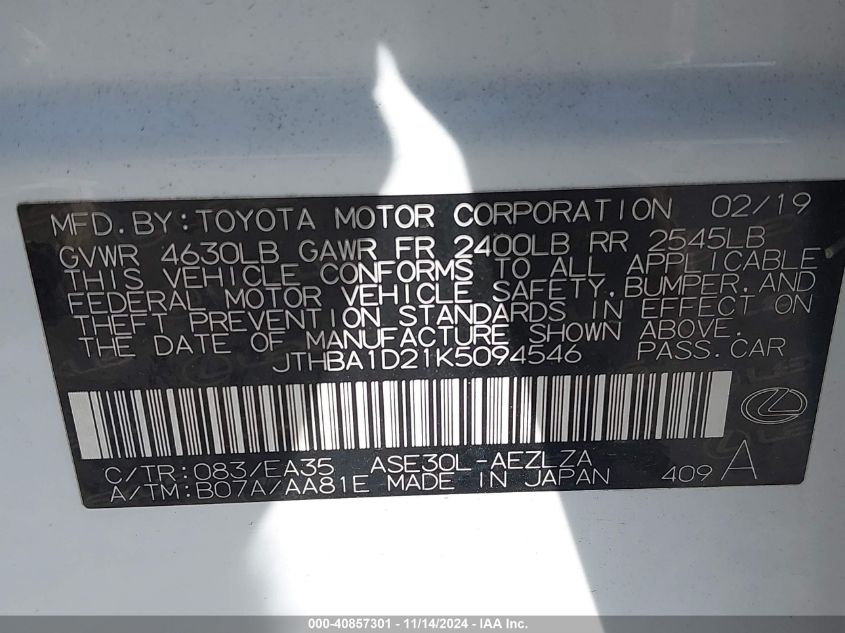 MFD.BY:TOYOTA MOTOR CORPORATION 02/19
GVWR 4630LB GAWR FR 2400LB RR 2545LB
THIS VEHICLE CONFORMS TO ALL APPLICABLE
FEDERAL MOTOR VEHICLE SAFETY,BUMPER,AND
THEFT PREVENTION STANDARDS IN EFFECT ON
THE DATE OF MANUFACTURE SHOWN ABOVE.
JTHBA1D21K5094546 PASS.CAR
C/TR:083/EA35 ASE30L-AEZLZA
A/TM:B07A/AA81E MADE IN JAPAN 409 A
000-40857301 - 11/14/2024 - IAA Inc.